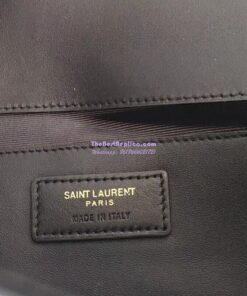 TheBestReplica.com
SAINT LAURENT
PARIS
MADE IN ITALY